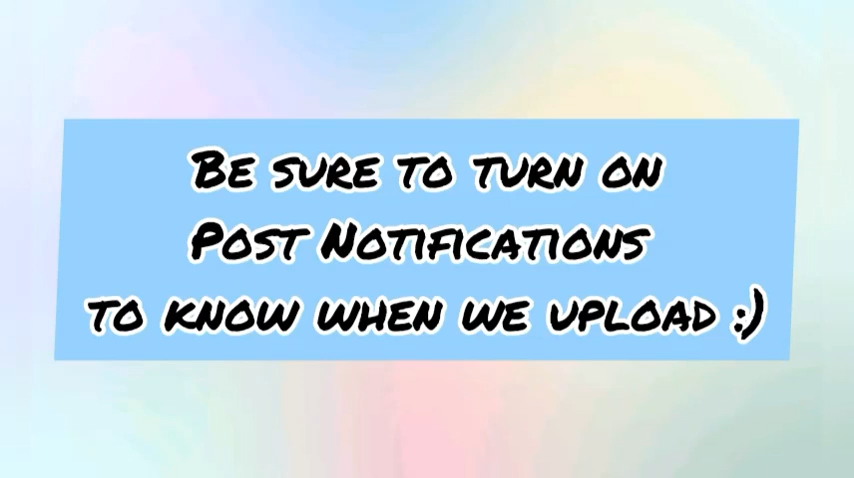 Be sure to turn on
Post Notifications
to know when we upload :)